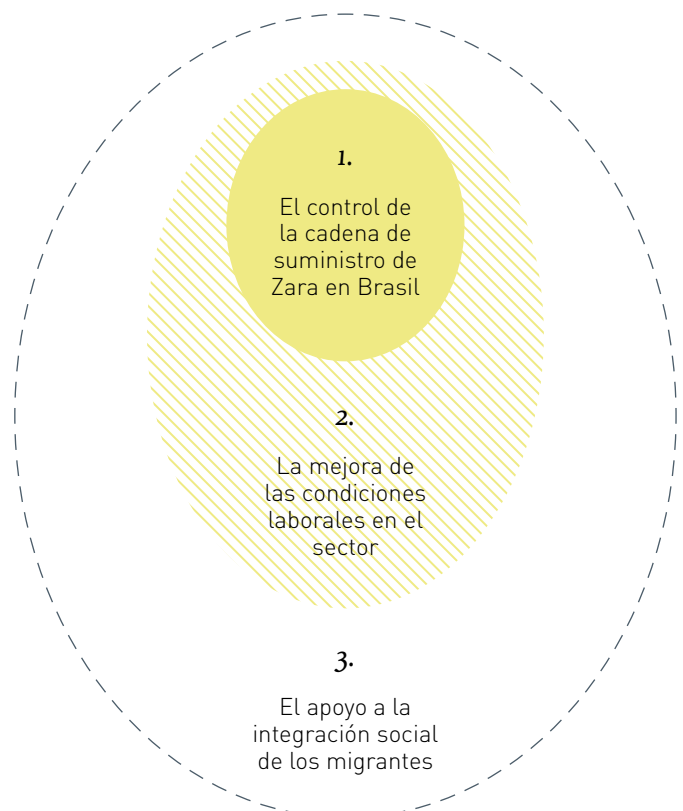 1.
El control de
la cadena de
suministro de
Zara en Brasil
2.
La mejora de
las condiciones
laborales en el
sector
3.
El apoyo a la
integración social
de los migrantes